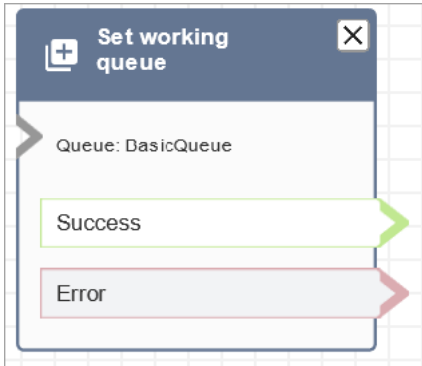 Set working
queue
Queue: BasicQueue
Success
Error